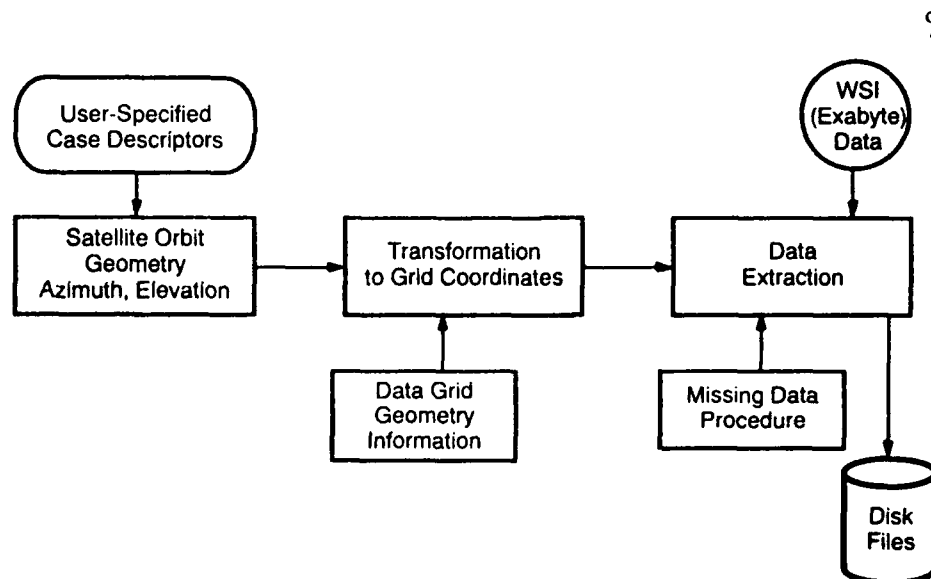 User-Specified
Case Descriptors
WSI
(Exabyte)
Data
Satellite Orbit
Geometry
Azimuth, Elevation
Transformation
to Grid Coordinates
Data
Extraction
Data Grid
Geometry
Information
Missing Data
Procedure
Disk
Files